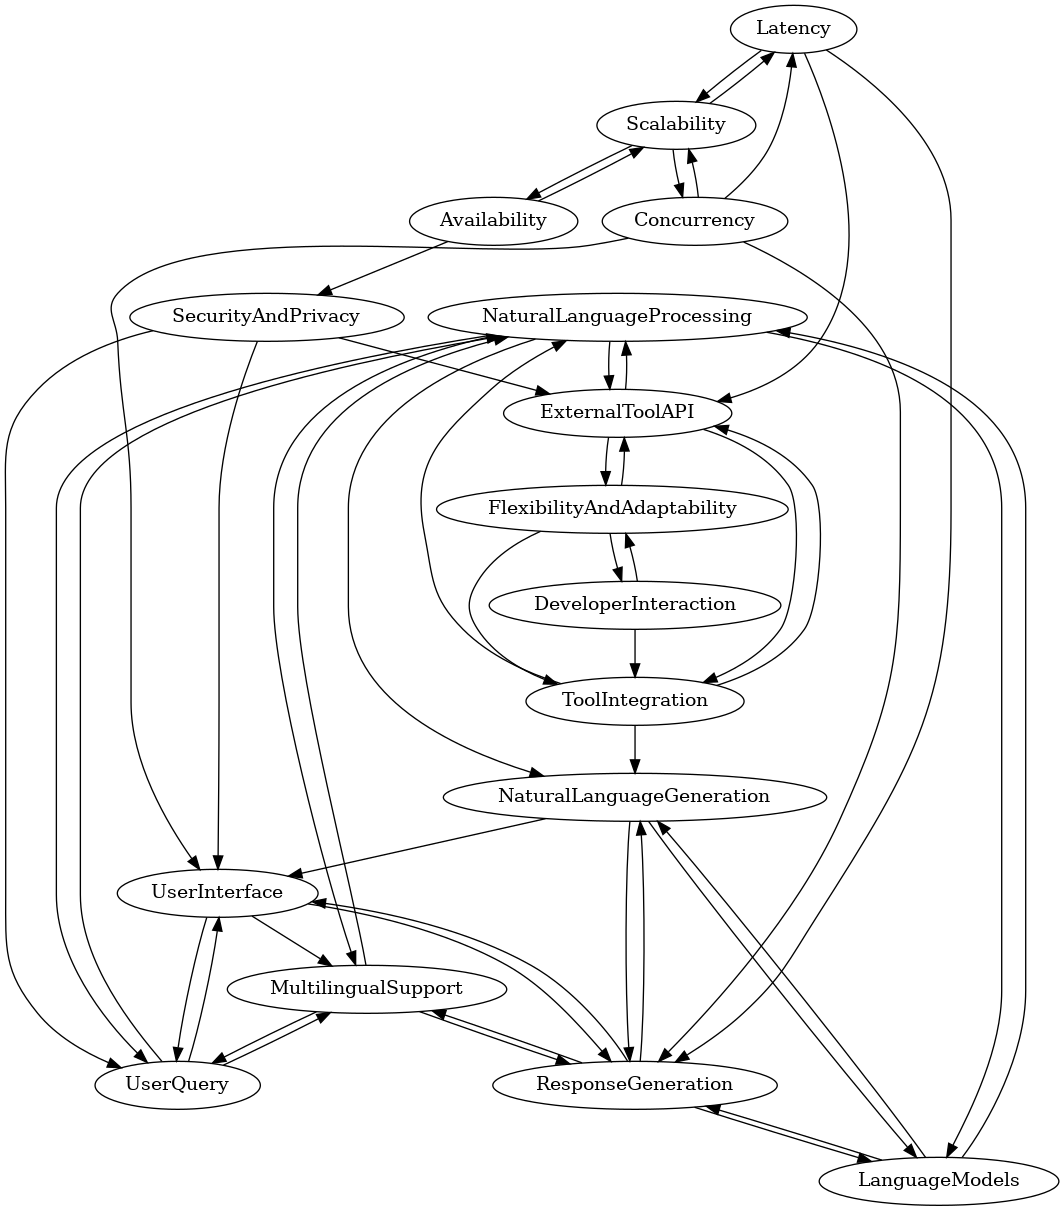 Latency
Scalability
Availability
Concurrency
SecurityAndPrivacy
NaturalLanguageProcessing
ExternalToolAPI
FlexibilityAndAdaptability
DeveloperInteraction
ToolIntegration
NaturalLanguageGeneration
UserInterface
MultilingualSupport
UserQuery
ResponseGeneration
LanguageModels